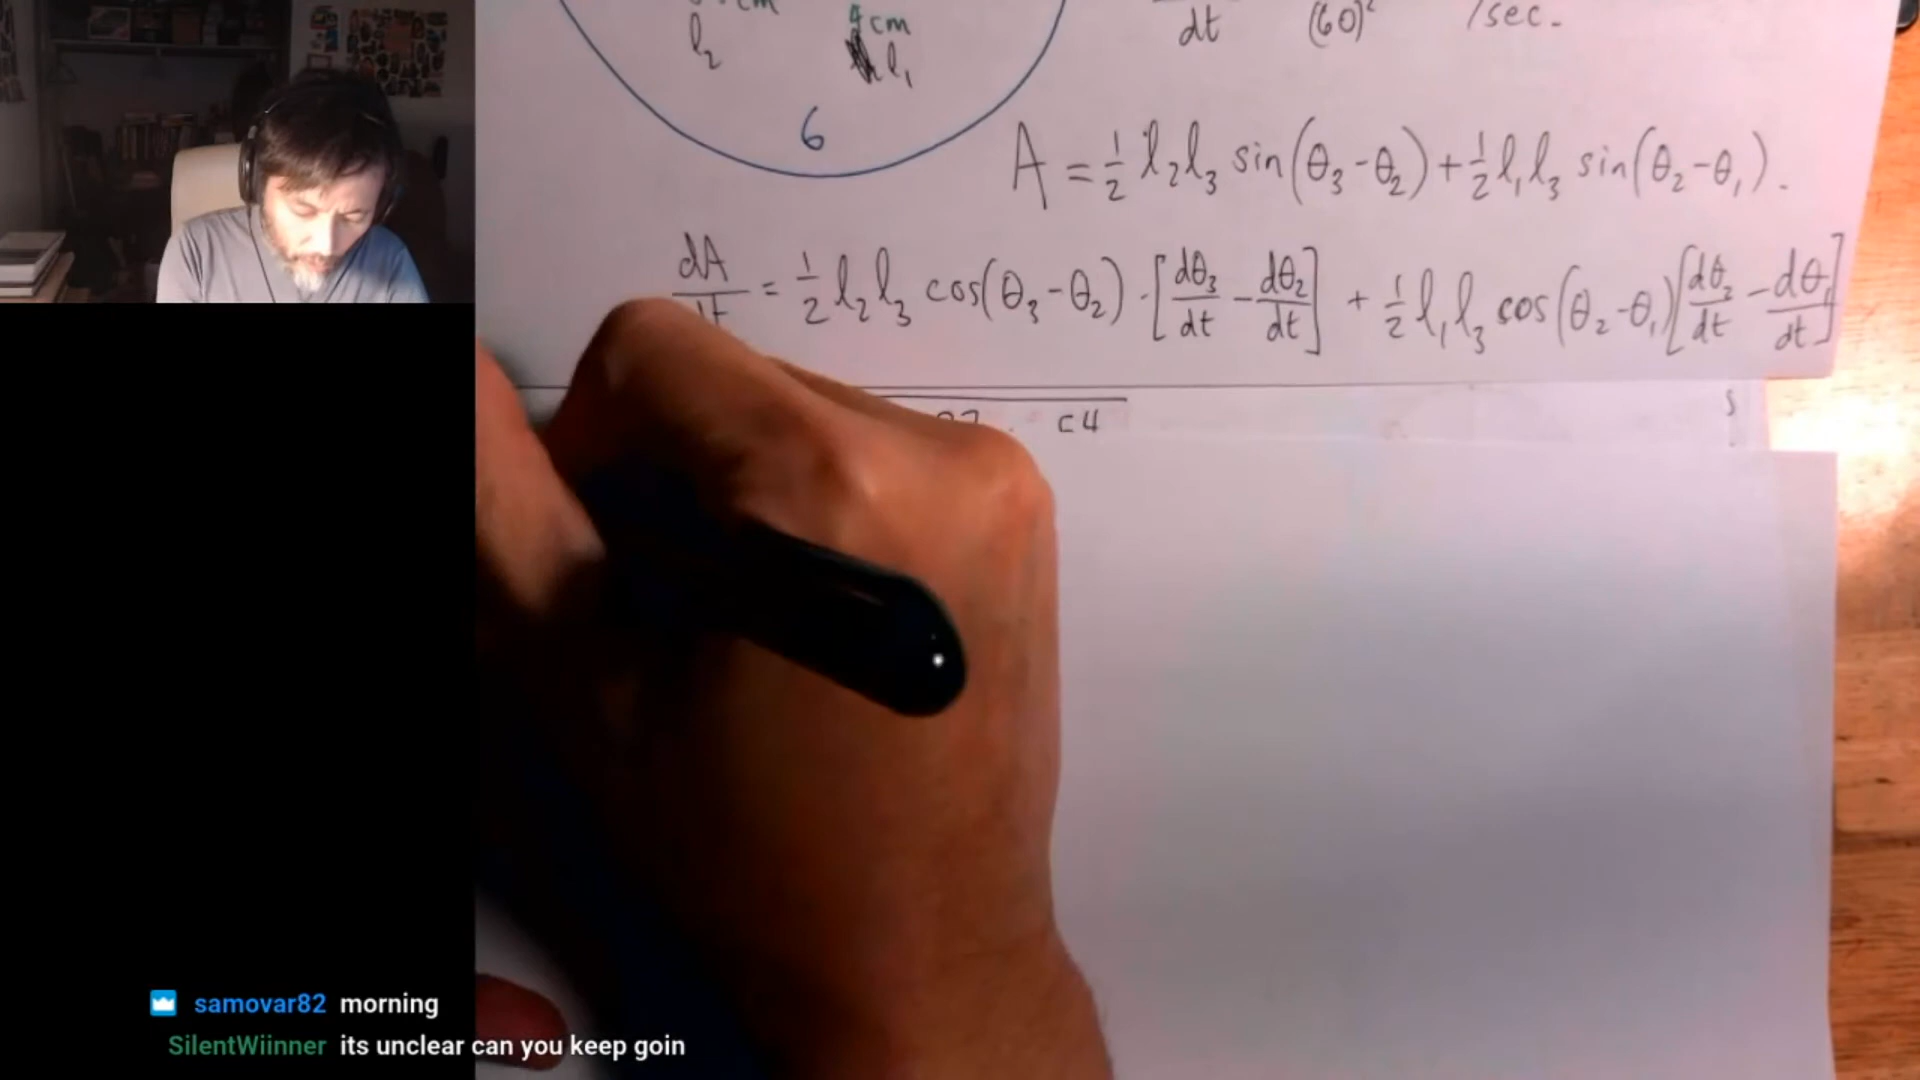 cm
l₂
4cm
l₁
6
dt
(60)²
/sec.
A = ½ l₂l₃ sin(θ₃-θ₂) + ½ l₁l₃ sin(θ₂-θ₁).
dA/dt = ½ l₂l₃ cos(θ₃-θ₂) · [dθ₃/dt - dθ₂/dt] + ½ l₁l₃ cos(θ₂-θ₁) [dθ₂/dt - dθ₁/dt]
c4
samovar82 morning
SilentWiinner its unclear can you keep goin